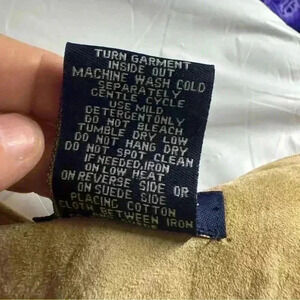 TURN GARMENT
INSIDE OUT
MACHINE WASH COLD
SEPARATELY
GENTLE CYCLE
USE MILD
DETERGENT ONLY
DO NOT BLEACH
TUMBLE DRY LOW
DO NOT HANG DRY
DO NOT SPOT CLEAN
IF NEEDED, IRON
ON LOW HEAT
ON REVERSE SIDE OR
ON SUEDE SIDE
PLACING COTTON
CLOTH BETWEEN IRON